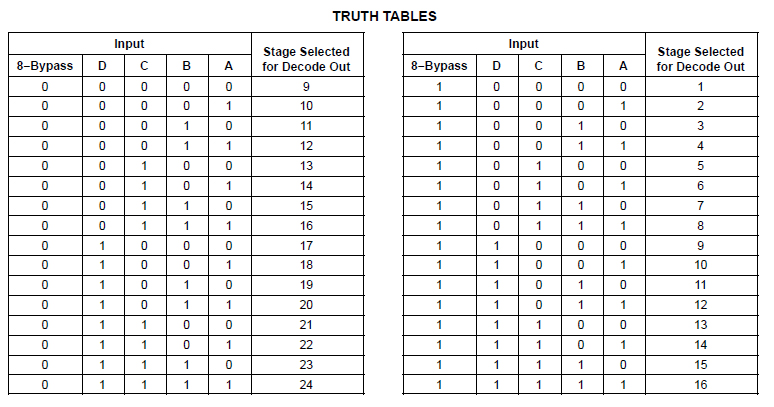 TRUTH TABLES
Input
8–Bypass D C B A Stage Selected for Decode Out
0 0 0 0 0 9
0 0 0 0 1 10
0 0 0 1 0 11
0 0 0 1 1 12
0 0 1 0 0 13
0 0 1 0 1 14
0 0 1 1 0 15
0 0 1 1 1 16
0 1 0 0 0 17
0 1 0 0 1 18
0 1 0 1 0 19
0 1 0 1 1 20
0 1 1 0 0 21
0 1 1 0 1 22
0 1 1 1 0 23
0 1 1 1 1 24
Input
8–Bypass D C B A Stage Selected for Decode Out
1 0 0 0 0 1
1 0 0 0 1 2
1 0 0 1 0 3
1 0 0 1 1 4
1 0 1 0 0 5
1 0 1 0 1 6
1 0 1 1 0 7
1 0 1 1 1 8
1 1 0 0 0 9
1 1 0 0 1 10
1 1 0 1 0 11
1 1 0 1 1 12
1 1 1 0 0 13
1 1 1 0 1 14
1 1 1 1 0 15
1 1 1 1 1 16